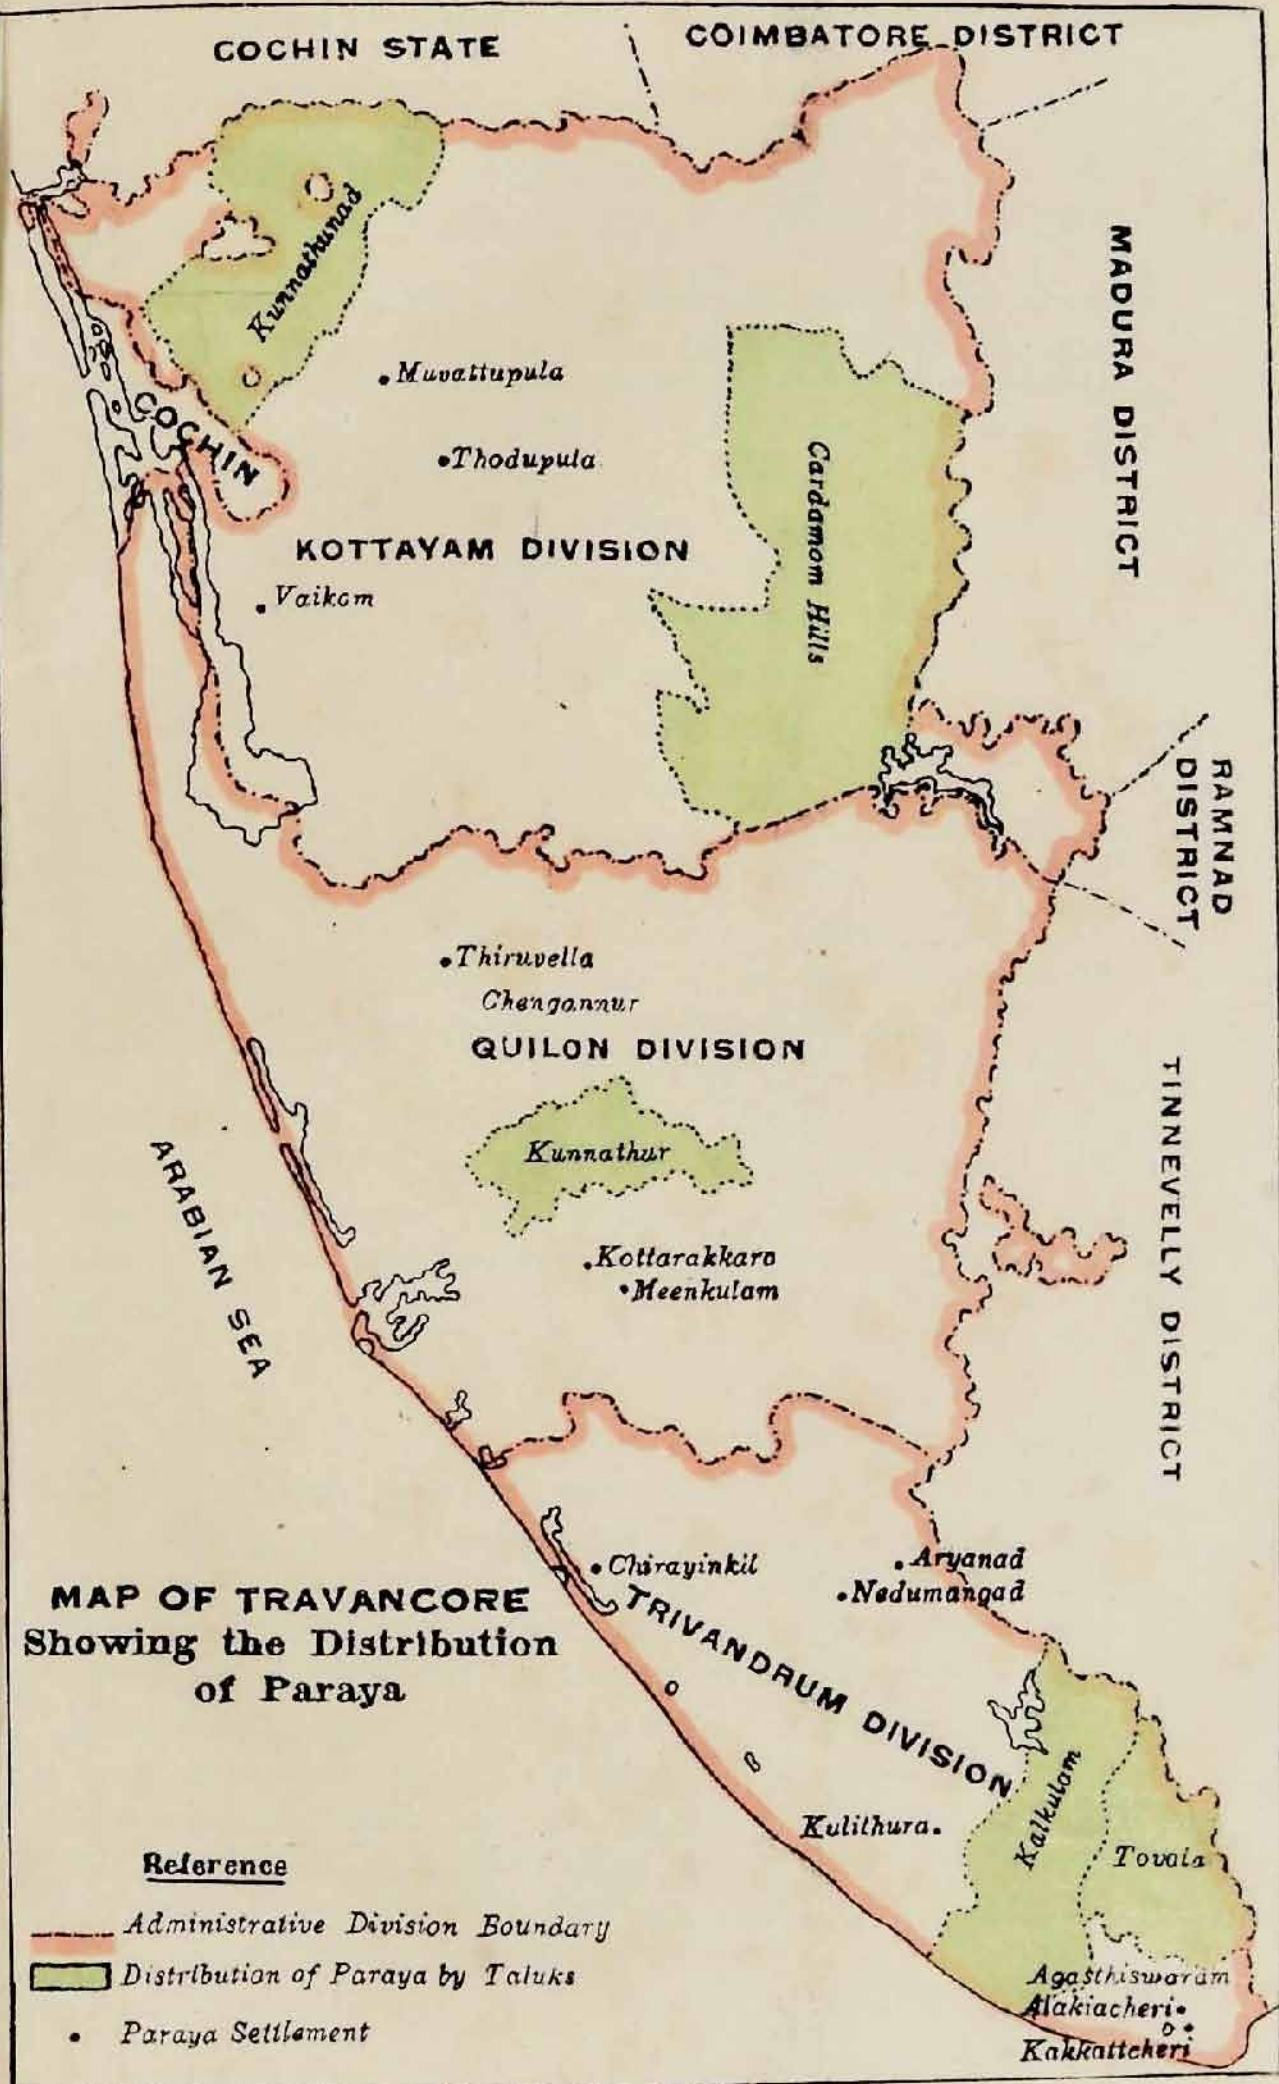 COCHIN STATE
COIMBATORE DISTRICT
MADURA DISTRICT
Kunnathunad
Muvattupula
COCHIN
Thodupula
Cardamom Hills
KOTTAYAM DIVISION
Vaikom
RAMNAD
DISTRICT
Thiruvella
Chengannur
QUILON DIVISION
TINNEVELLY DISTRICT
Kunnathur
ARABIAN SEA
Kottarakkara
Meenkulam
Chirayinkil
Aryanad
Nedumangad
MAP OF TRAVANCORE
Showing the Distribution
of Paraya
TRIVANDRUM DIVISION
Kulithura
Kalkulam
Tovala
Reference
Administrative Division Boundary
Distribution of Paraya by Taluks
Paraya Settlement
Agasthiswaram
Alakiacheri
Kakkattcheri